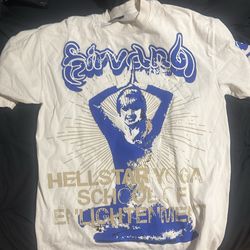 HELLSTAR YOGA
SCHOOL OF
ENLIGHTENMENT